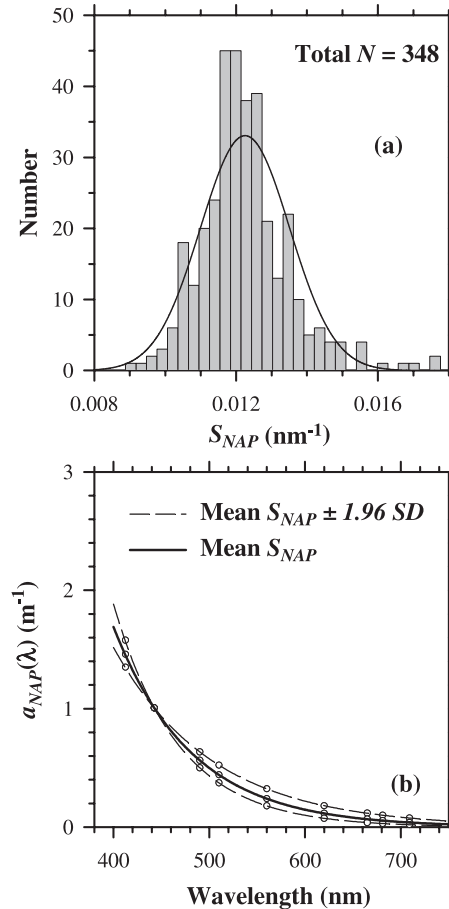 50
40
30
20
10
0
Number
Total N = 348
(a)
0.008 0.012 0.016
S_NAP (nm⁻¹)
3
2
1
0
a_NAP(λ) (m⁻¹)
Mean S_NAP ± 1.96 SD
Mean S_NAP
(b)
400 500 600 700
Wavelength (nm)